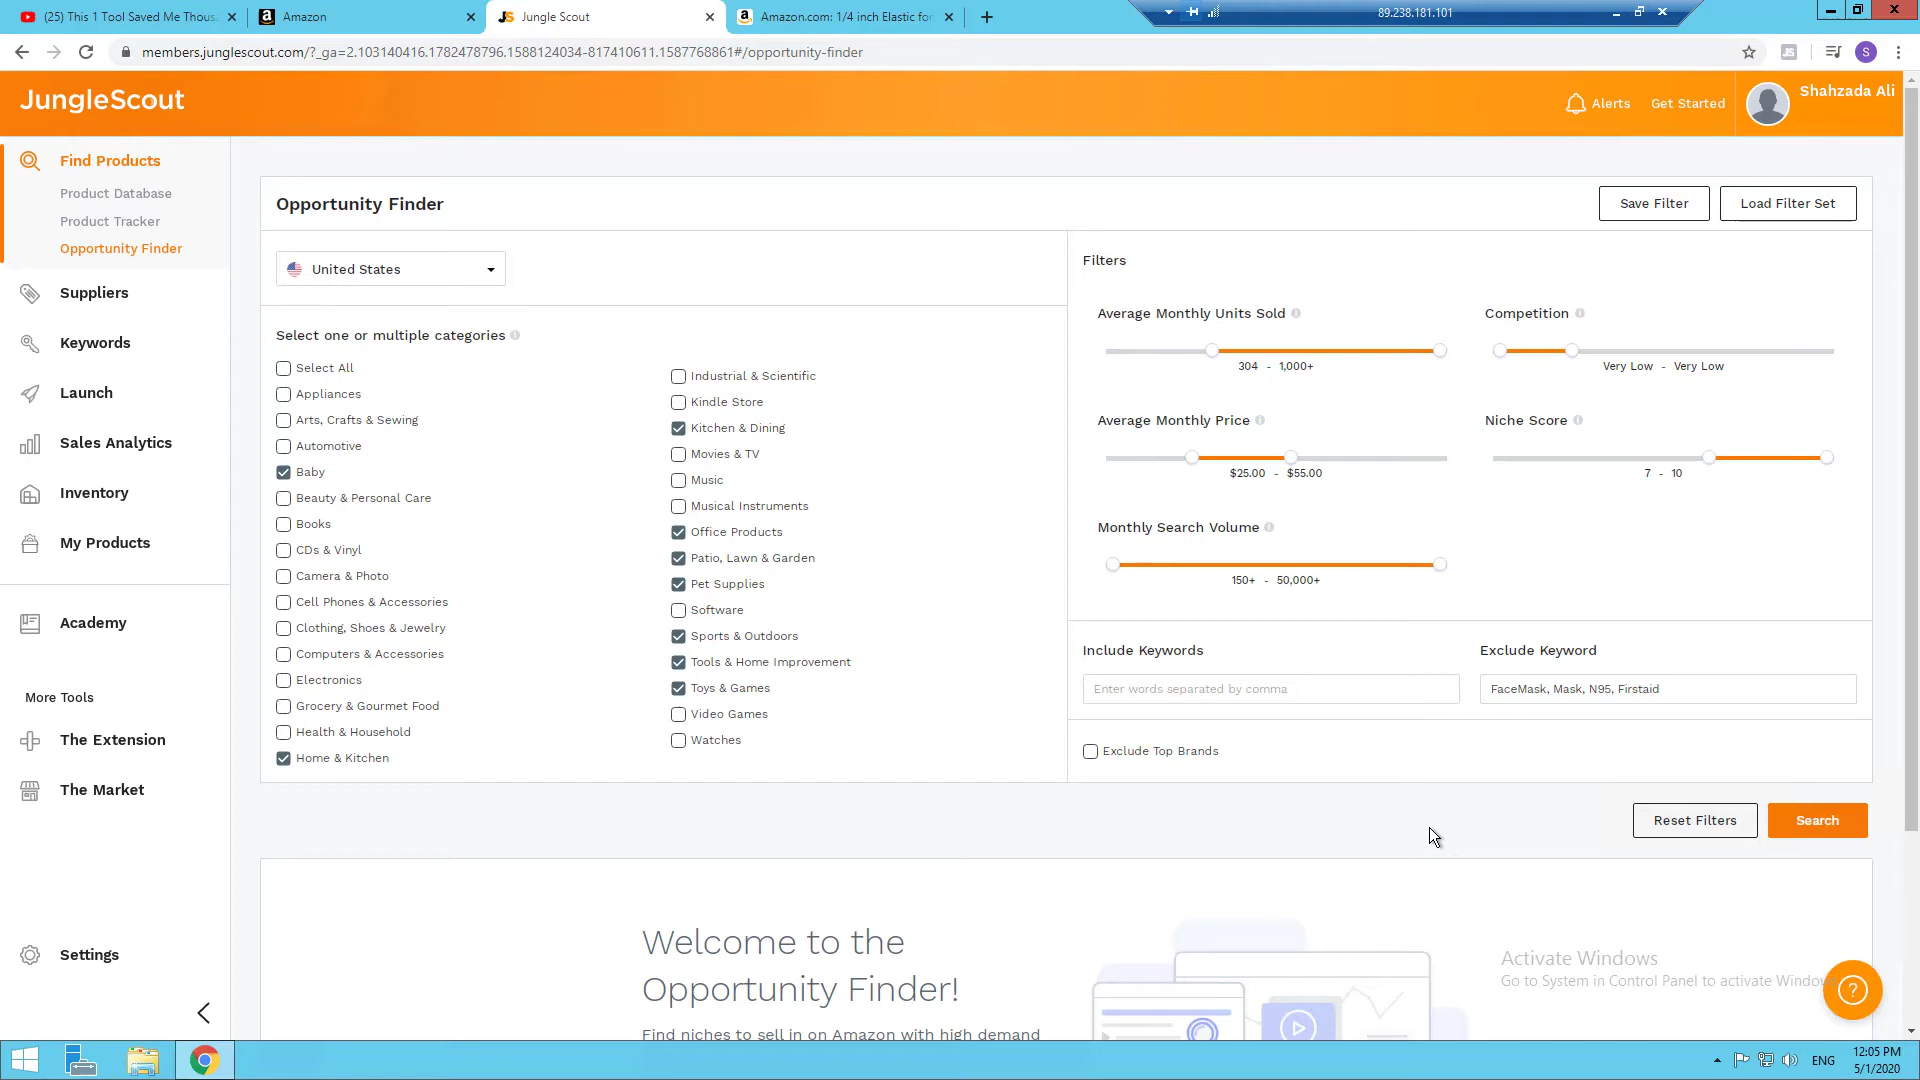 (25) This 1 Tool Saved Me Thous
Amazon
Jungle Scout
Amazon.com: 1/4 inch Elastic for
89.238.181.101
members.junglescout.com/?_ga=2.103140416.1782478796.1588124034-817410611.1587768861#/opportunity-finder
JS
S
JungleScout
Alerts
Get Started
Shahzada Ali
Find Products
Product Database
Product Tracker
Opportunity Finder
Suppliers
Keywords
Launch
Sales Analytics
Inventory
My Products
Academy
More Tools
The Extension
The Market
Settings
Opportunity Finder
Save Filter
Load Filter Set
United States
Select one or multiple categories
Select All
Appliances
Arts, Crafts & Sewing
Automotive
Baby
Beauty & Personal Care
Books
CDs & Vinyl
Camera & Photo
Cell Phones & Accessories
Clothing, Shoes & Jewelry
Computers & Accessories
Electronics
Grocery & Gourmet Food
Health & Household
Home & Kitchen
Industrial & Scientific
Kindle Store
Kitchen & Dining
Movies & TV
Music
Musical Instruments
Office Products
Patio, Lawn & Garden
Pet Supplies
Software
Sports & Outdoors
Tools & Home Improvement
Toys & Games
Video Games
Watches
Filters
Average Monthly Units Sold
304 - 1,000+
Competition
Very Low - Very Low
Average Monthly Price
$25.00 - $55.00
Niche Score
7 - 10
Monthly Search Volume
150+ - 50,000+
Include Keywords
Enter words separated by comma
Exclude Keyword
FaceMask, Mask, N95, Firstaid
Exclude Top Brands
Reset Filters
Search
Welcome to the
Opportunity Finder!
Find niches to sell in on Amazon with high demand
Activate Windows
Go to System in Control Panel to activate Windo
?
ENG
12:05 PM
5/1/2020